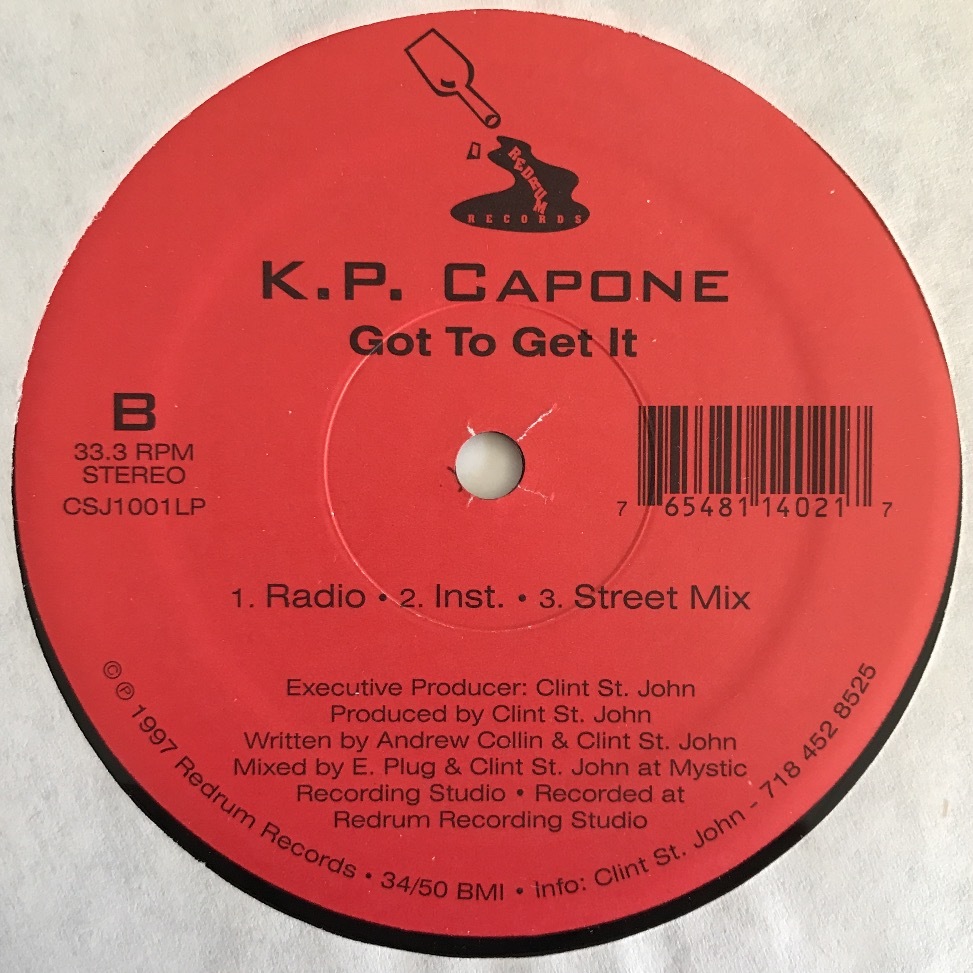 REDRUM
RECORDS
K.P. CAPONE
Got To Get It
B
33.3 RPM
STEREO
CSJ1001LP
7 65481 14021 7
1. Radio • 2. Inst. • 3. Street Mix
Executive Producer: Clint St. John
Produced by Clint St. John
Written by Andrew Collin & Clint St. John
Mixed by E. Plug & Clint St. John at Mystic
Recording Studio • Recorded at
Redrum Recording Studio
©℗ 1997 Redrum Records • 34/50 BMI • Info: Clint St. John - 718 452 8525